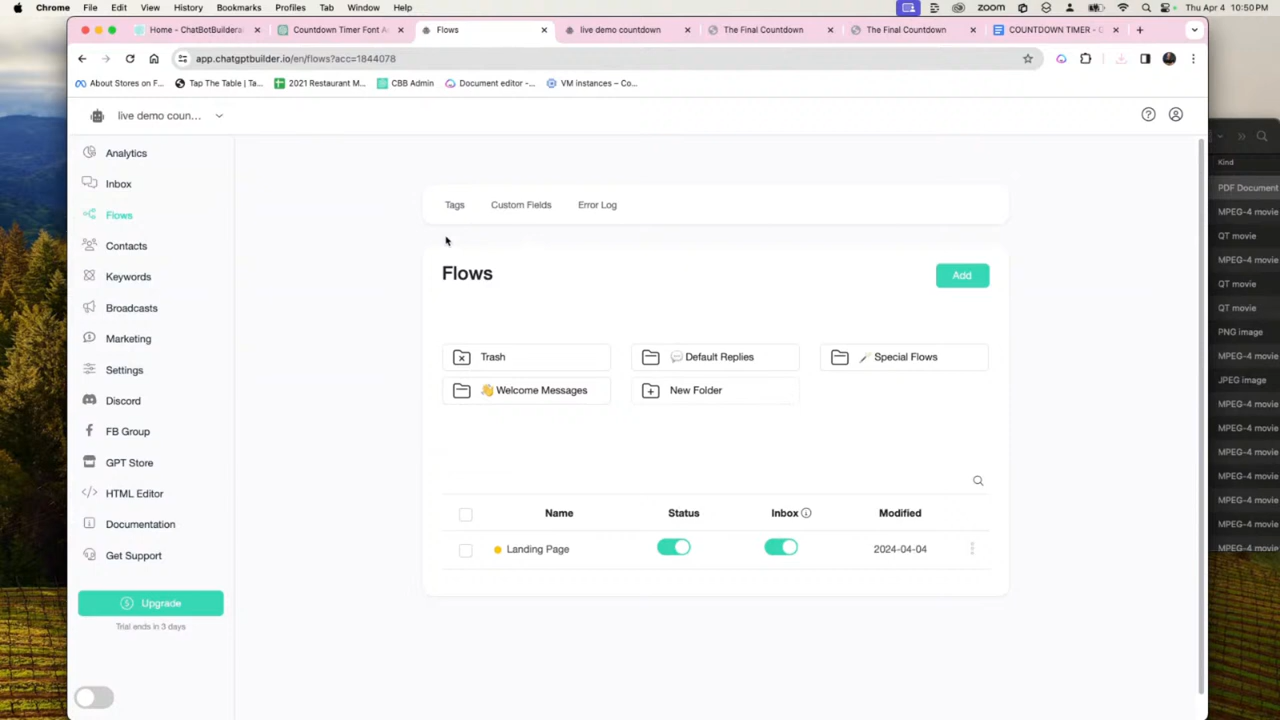 Chrome File Edit View History Bookmarks Profiles Tab Window Help
zoom Thu Apr 4 10:50 PM
Home - ChatBotBuildera
Countdown Timer Font A
Flows
live demo countdown
The Final Countdown
The Final Countdown
COUNTDOWN TIMER - G
app.chatgptbuilder.io/en/flows?acc=1844078
About Stores on F...
Tap The Table | Ta...
2021 Restaurant M...
CBB Admin
Document editor -...
VM instances – Co...
live demo coun...
Analytics
Inbox
Flows
Contacts
Keywords
Broadcasts
Marketing
Settings
Discord
FB Group
GPT Store
HTML Editor
Documentation
Get Support
Upgrade
Trial ends in 3 days
Tags Custom Fields Error Log
Flows
Add
Trash
Default Replies
Special Flows
Welcome Messages
New Folder
Name Status Inbox Modified
Landing Page 2024-04-04
Kind
PDF Document
MPEG-4 movie
QT movie
MPEG-4 movie
QT movie
QT movie
PNG image
MPEG-4 movie
JPEG image
MPEG-4 movie
MPEG-4 movie
MPEG-4 movie
MPEG-4 movie
MPEG-4 movie
MPEG-4 movie
MPEG-4 movie